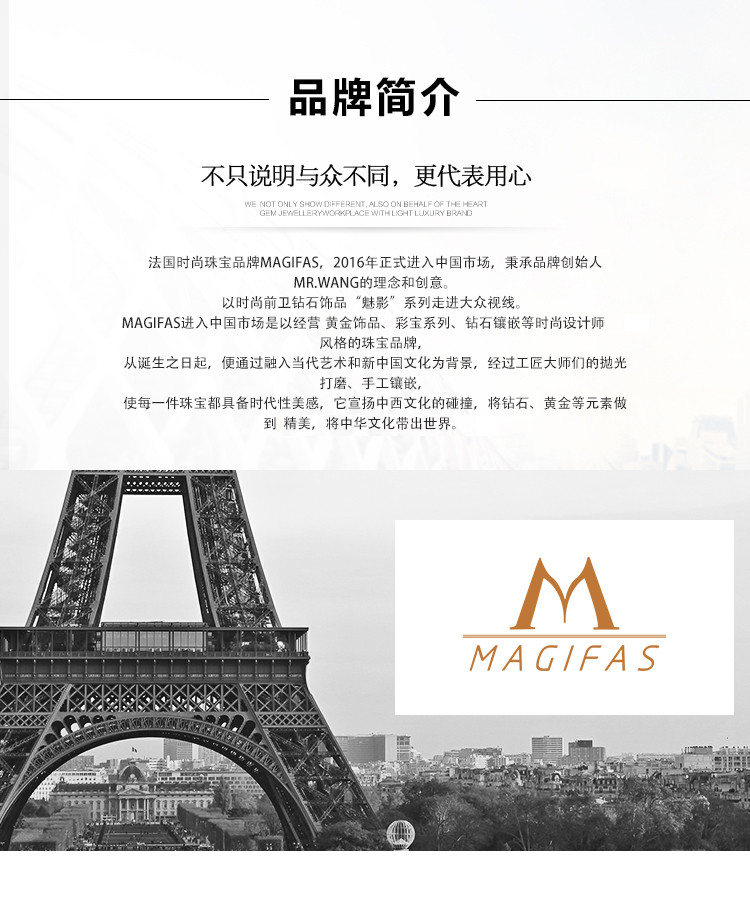 品牌简介
不只说明与众不同，更代表用心
WE NOT ONLY SHOW DIFFERENT, ALSO ON BEHALF OF THE HEART
GEM JEWELLERYWORKPLACE WITH LIGHT LUXURY BRAND
法国时尚珠宝品牌MAGIFAS，2016年正式进入中国市场，秉承品牌创始人
MR.WANG的理念和创意。
以时尚前卫钻石饰品“魅影”系列走进大众视线。
MAGIFAS进入中国市场是以经营 黄金饰品、彩宝系列、钻石镶嵌等时尚设计师
风格的珠宝品牌,
从诞生之日起，便通过融入当代艺术和新中国文化为背景，经过工匠大师们的抛光
打磨、手工镶嵌,
使每一件珠宝都具备时代性美感，它宣扬中西文化的碰撞，将钻石、黄金等元素做
到 精美，将中华文化带出世界。
M
MAGIFAS